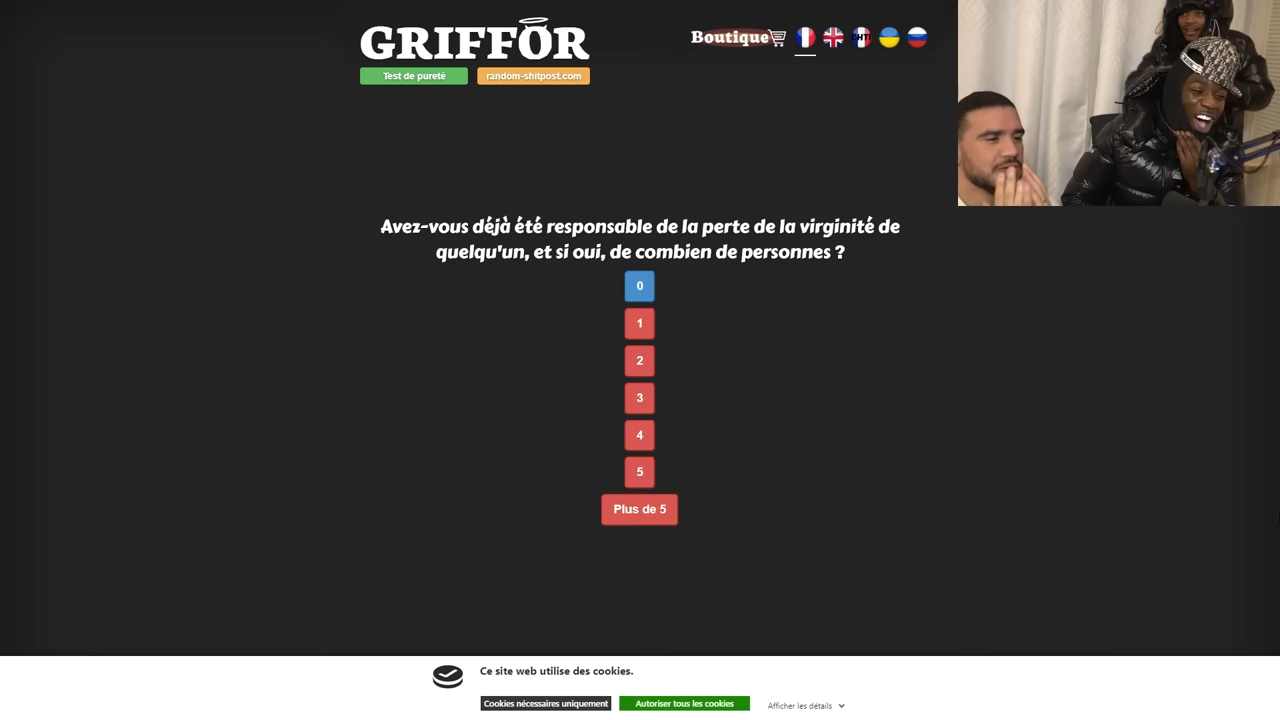 GRIFFOR
Boutique
CHTI
Test de pureté
random-shitpost.com
Avez-vous déjà été responsable de la perte de la virginité de
quelqu'un, et si oui, de combien de personnes ?
0
1
2
3
4
5
Plus de 5
Ce site web utilise des cookies.
Cookies nécessaires uniquement
Autoriser tous les cookies
Afficher les détails